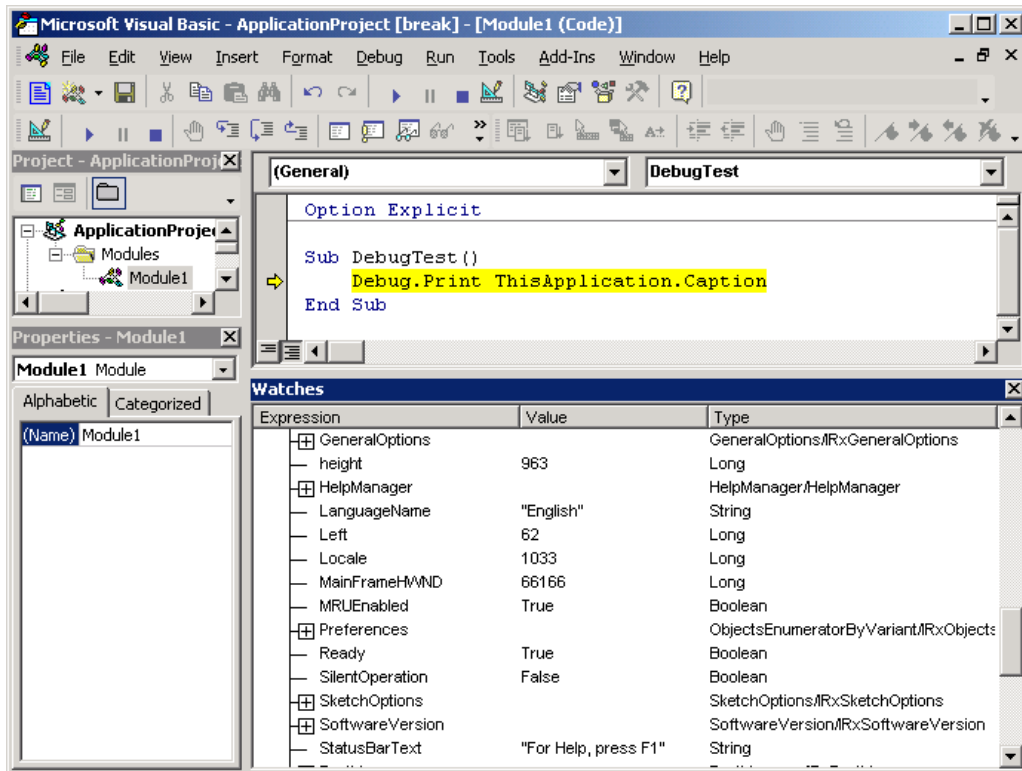 Microsoft Visual Basic - ApplicationProject [break] - [Module1 (Code)]
File Edit View Insert Format Debug Run Tools Add-Ins Window Help
Project - ApplicationProj
ApplicationProje
Modules
Module1
Properties - Module1
Module1 Module
Alphabetic Categorized
(Name) Module1
(General) DebugTest
Option Explicit
Sub DebugTest()
Debug.Print ThisApplication.Caption
End Sub
Watches
Expression Value Type
GeneralOptions GeneralOptions/IRxGeneralOptions
height 963 Long
HelpManager HelpManager/HelpManager
LanguageName "English" String
Left 62 Long
Locale 1033 Long
MainFrameHWND 66166 Long
MRUEnabled True Boolean
Preferences ObjectsEnumeratorByVariant/IRxObjects
Ready True Boolean
SilentOperation False Boolean
SketchOptions SketchOptions/IRxSketchOptions
SoftwareVersion SoftwareVersion/IRxSoftwareVersion
StatusBarText "For Help, press F1" String